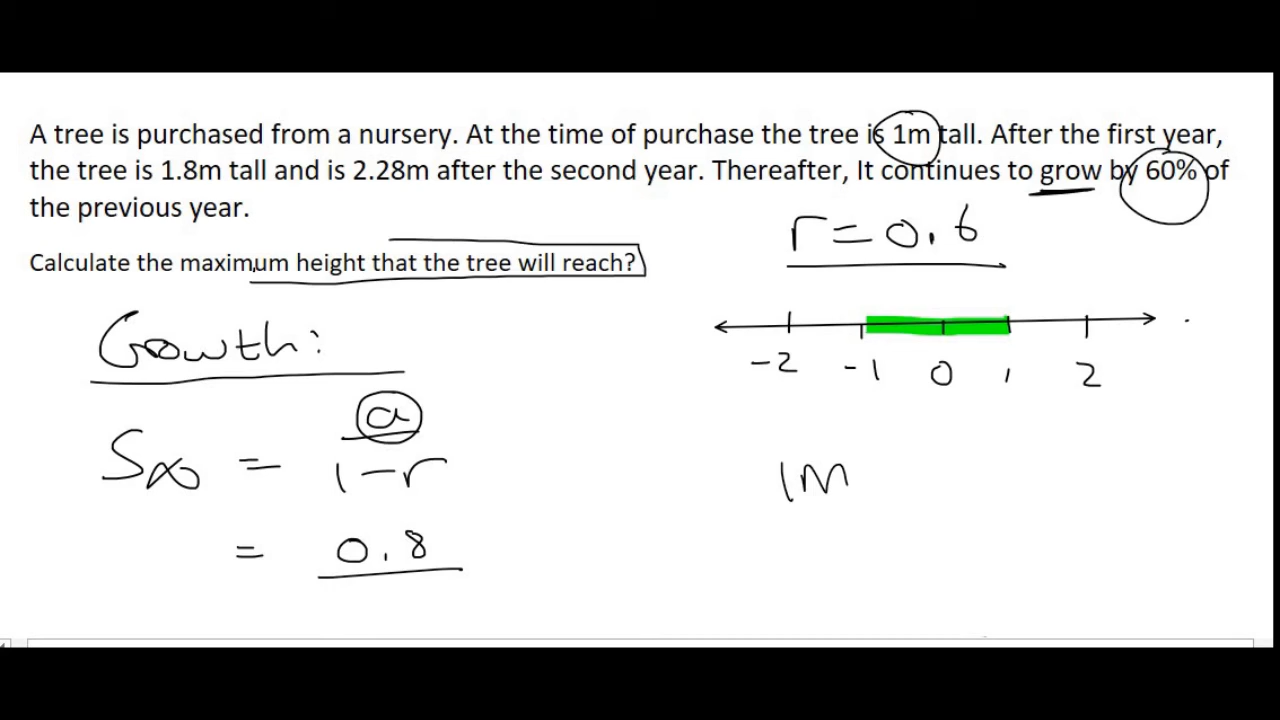 A tree is purchased from a nursery. At the time of purchase the tree is 1m tall. After the first year,
the tree is 1.8m tall and is 2.28m after the second year. Thereafter, It continues to grow by 60% of
the previous year.
r = 0.6
Calculate the maximum height that the tree will reach?
Growth:
-2 -1 0 1 2
a
S∞ = 1-r
1M
= 0.8